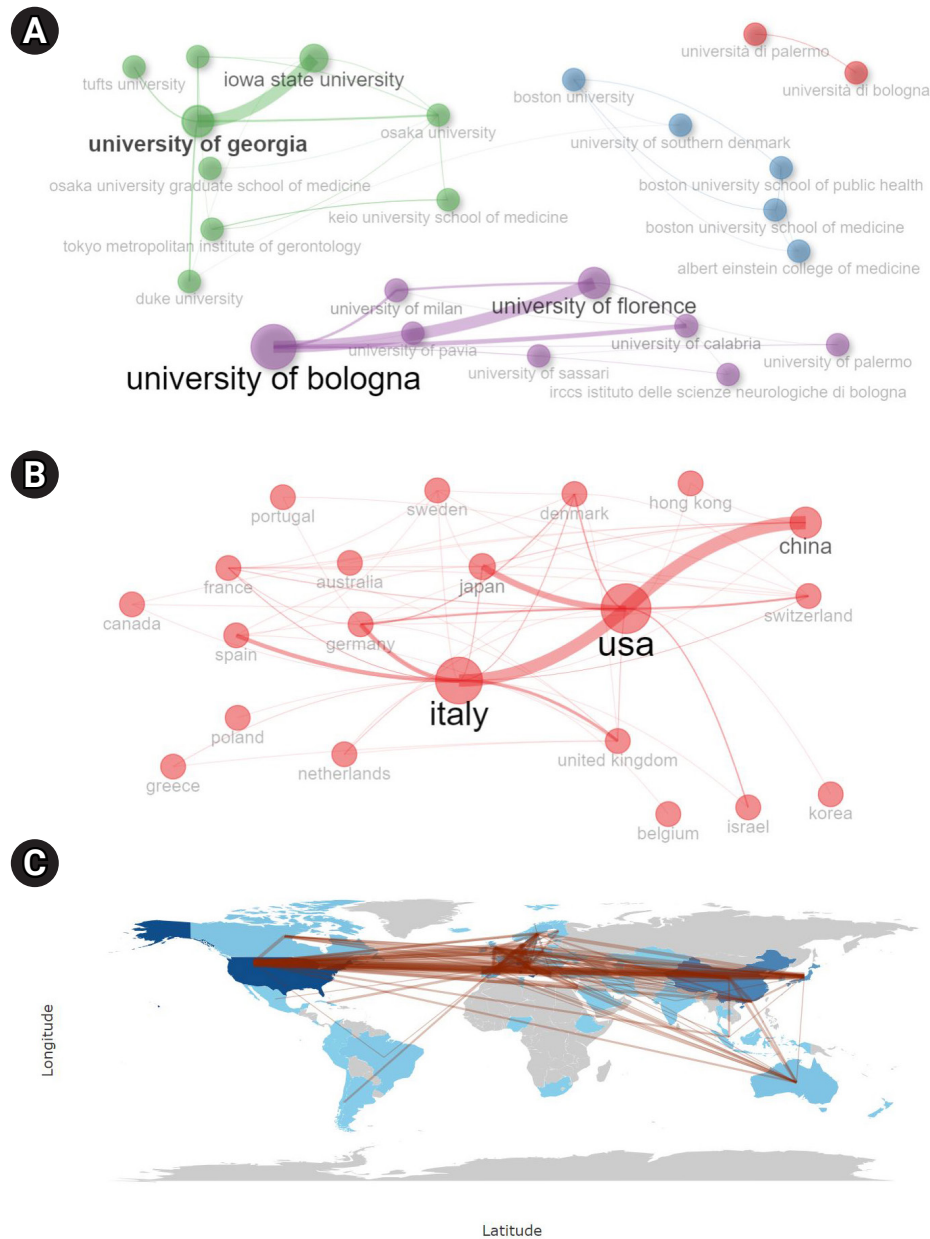 A
università di palermo
università di bologna
tufts university
iowa state university
boston university
osaka university
university of southern denmark
university of georgia
osaka university graduate school of medicine
boston university school of public health
keio university school of medicine
boston university school of medicine
tokyo metropolitan institute of gerontology
albert einstein college of medicine
duke university
university of milan
university of florence
university of pavia
university of calabria
university of palermo
university of bologna
university of sassari
irccs istituto delle scienze neurologiche di bologna
B
portugal
sweden
denmark
hong kong
china
france
australia
japan
canada
switzerland
spain
germany
usa
italy
poland
united kingdom
greece
netherlands
belgium
israel
korea
C
Longitude
Latitude